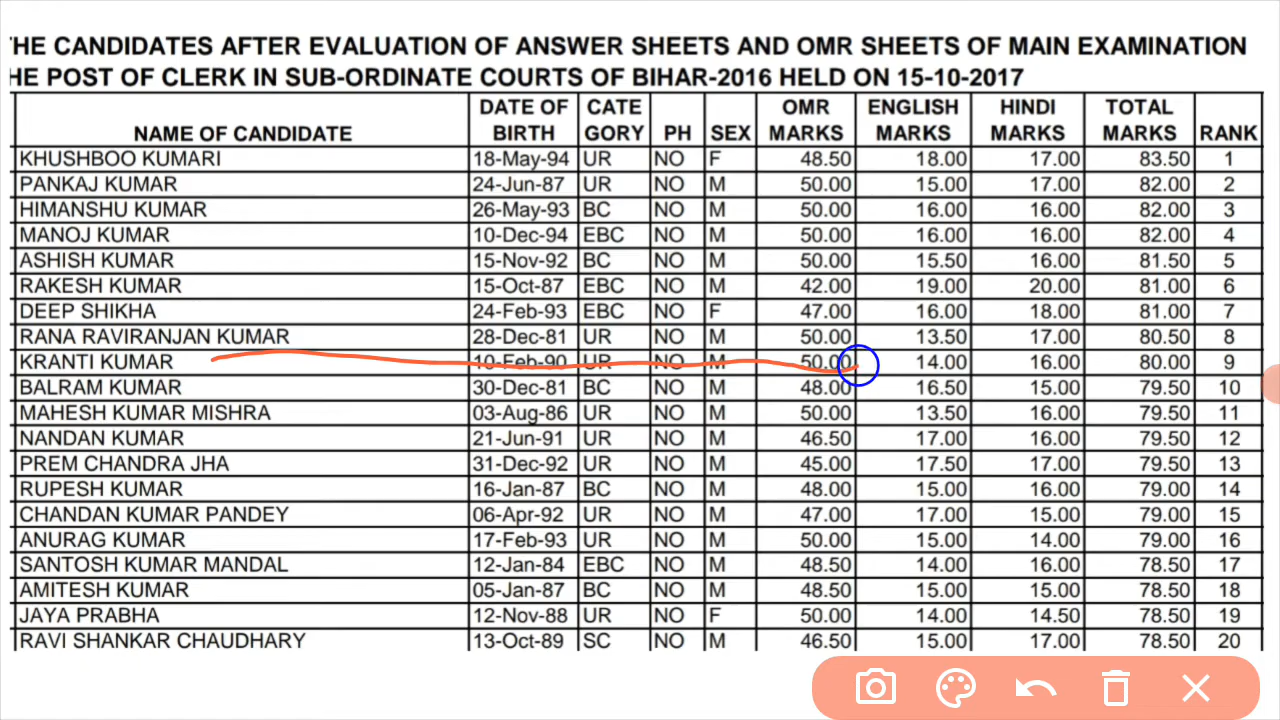 THE CANDIDATES AFTER EVALUATION OF ANSWER SHEETS AND OMR SHEETS OF MAIN EXAMINATION
HE POST OF CLERK IN SUB-ORDINATE COURTS OF BIHAR-2016 HELD ON 15-10-2017
NAME OF CANDIDATE DATE OF BIRTH CATE GORY PH SEX OMR MARKS ENGLISH MARKS HINDI MARKS TOTAL MARKS RANK
KHUSHBOO KUMARI 18-May-94 UR NO F 48.50 18.00 17.00 83.50 1
PANKAJ KUMAR 24-Jun-87 UR NO M 50.00 15.00 17.00 82.00 2
HIMANSHU KUMAR 26-May-93 BC NO M 50.00 16.00 16.00 82.00 3
MANOJ KUMAR 10-Dec-94 EBC NO M 50.00 16.00 16.00 82.00 4
ASHISH KUMAR 15-Nov-92 BC NO M 50.00 15.50 16.00 81.50 5
RAKESH KUMAR 15-Oct-87 EBC NO M 42.00 19.00 20.00 81.00 6
DEEP SHIKHA 24-Feb-93 EBC NO F 47.00 16.00 18.00 81.00 7
RANA RAVIRANJAN KUMAR 28-Dec-81 UR NO M 50.00 13.50 17.00 80.50 8
KRANTI KUMAR 10-Feb-90 UR NO M 50.00 14.00 16.00 80.00 9
BALRAM KUMAR 30-Dec-81 BC NO M 48.00 16.50 15.00 79.50 10
MAHESH KUMAR MISHRA 03-Aug-86 UR NO M 50.00 13.50 16.00 79.50 11
NANDAN KUMAR 21-Jun-91 UR NO M 46.50 17.00 16.00 79.50 12
PREM CHANDRA JHA 31-Dec-92 UR NO M 45.00 17.50 17.00 79.50 13
RUPESH KUMAR 16-Jan-87 BC NO M 48.00 15.00 16.00 79.00 14
CHANDAN KUMAR PANDEY 06-Apr-92 UR NO M 47.00 17.00 15.00 79.00 15
ANURAG KUMAR 17-Feb-93 UR NO M 50.00 15.00 14.00 79.00 16
SANTOSH KUMAR MANDAL 12-Jan-84 EBC NO M 48.50 14.00 16.00 78.50 17
AMITESH KUMAR 05-Jan-87 BC NO M 48.50 15.00 15.00 78.50 18
JAYA PRABHA 12-Nov-88 UR NO F 50.00 14.00 14.50 78.50 19
RAVI SHANKAR CHAUDHARY 13-Oct-89 SC NO M 46.50 15.00 17.00 78.50 20